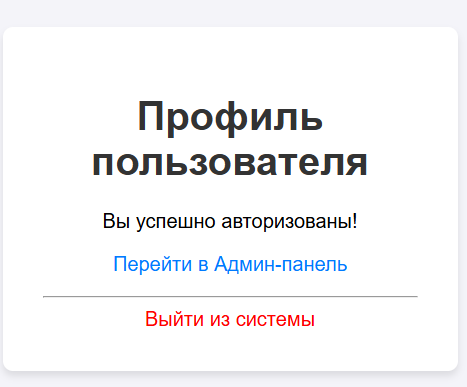 Профиль
пользователя
Вы успешно авторизованы!
Перейти в Админ-панель
Выйти из системы